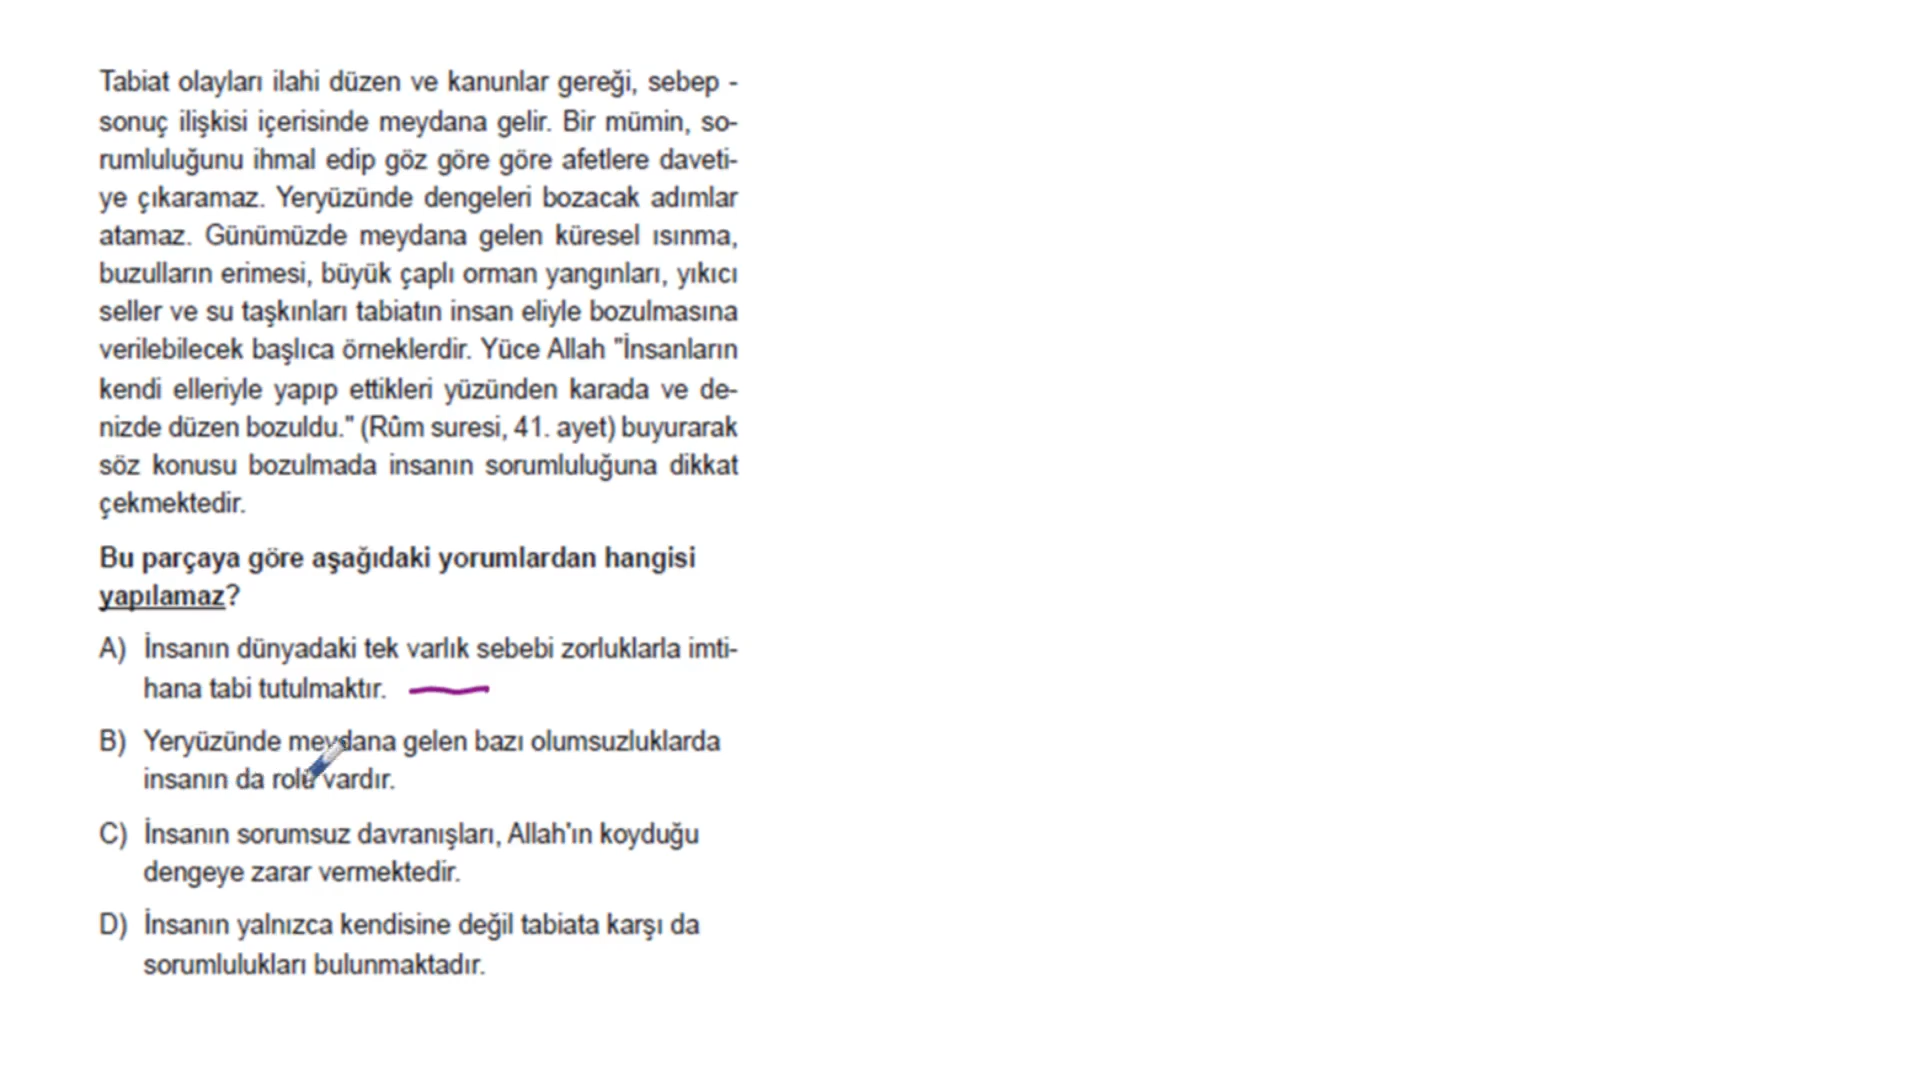 Tabiat olayları ilahi düzen ve kanunlar gereği, sebep -
sonuç ilişkisi içerisinde meydana gelir. Bir mümin, so-
rumluluğunu ihmal edip göz göre göre afetlere daveti-
ye çıkaramaz. Yeryüzünde dengeleri bozacak adımlar
atamaz. Günümüzde meydana gelen küresel ısınma,
buzulların erimesi, büyük çaplı orman yangınları, yıkıcı
seller ve su taşkınları tabiatın insan eliyle bozulmasına
verilebilecek başlıca örneklerdir. Yüce Allah "İnsanların
kendi elleriyle yapıp ettikleri yüzünden karada ve de-
nizde düzen bozuldu." (Rûm suresi, 41. ayet) buyurarak
söz konusu bozulmada insanın sorumluluğuna dikkat
çekmektedir.
Bu parçaya göre aşağıdaki yorumlardan hangisi
yapılamaz?
A) İnsanın dünyadaki tek varlık sebebi zorluklarla imti-
hana tabi tutulmaktır.
B) Yeryüzünde meydana gelen bazı olumsuzluklarda
insanın da rolü vardır.
C) İnsanın sorumsuz davranışları, Allah'ın koyduğu
dengeye zarar vermektedir.
D) İnsanın yalnızca kendisine değil tabiata karşı da
sorumlulukları bulunmaktadır.